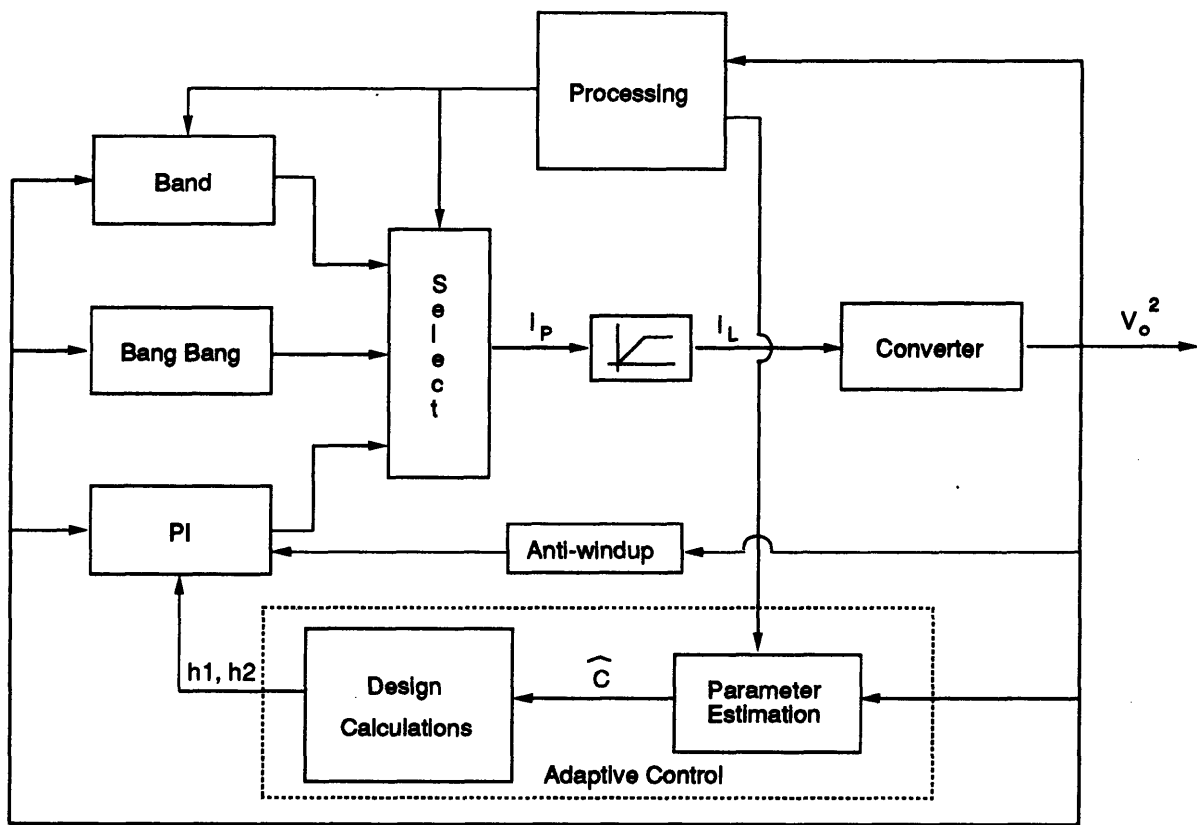 Processing
Band
Select
Bang Bang
I_P
I_L
Converter
V_o^2
PI
Anti-windup
h1, h2
Design
Calculations
Ĉ
Parameter
Estimation
Adaptive Control